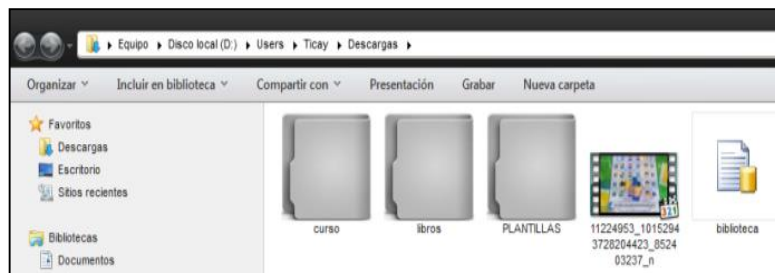 Equipo ▸ Disco local (D:) ▸ Users ▸ Ticay ▸ Descargas ▸
Organizar Incluir en biblioteca Compartir con Presentación Grabar Nueva carpeta
Favoritos
Descargas
Escritorio
Sitios recientes
Bibliotecas
Documentos
321
curso libros PLANTILLAS
11224953_1015294
3728204423_8524
03237_n
biblioteca